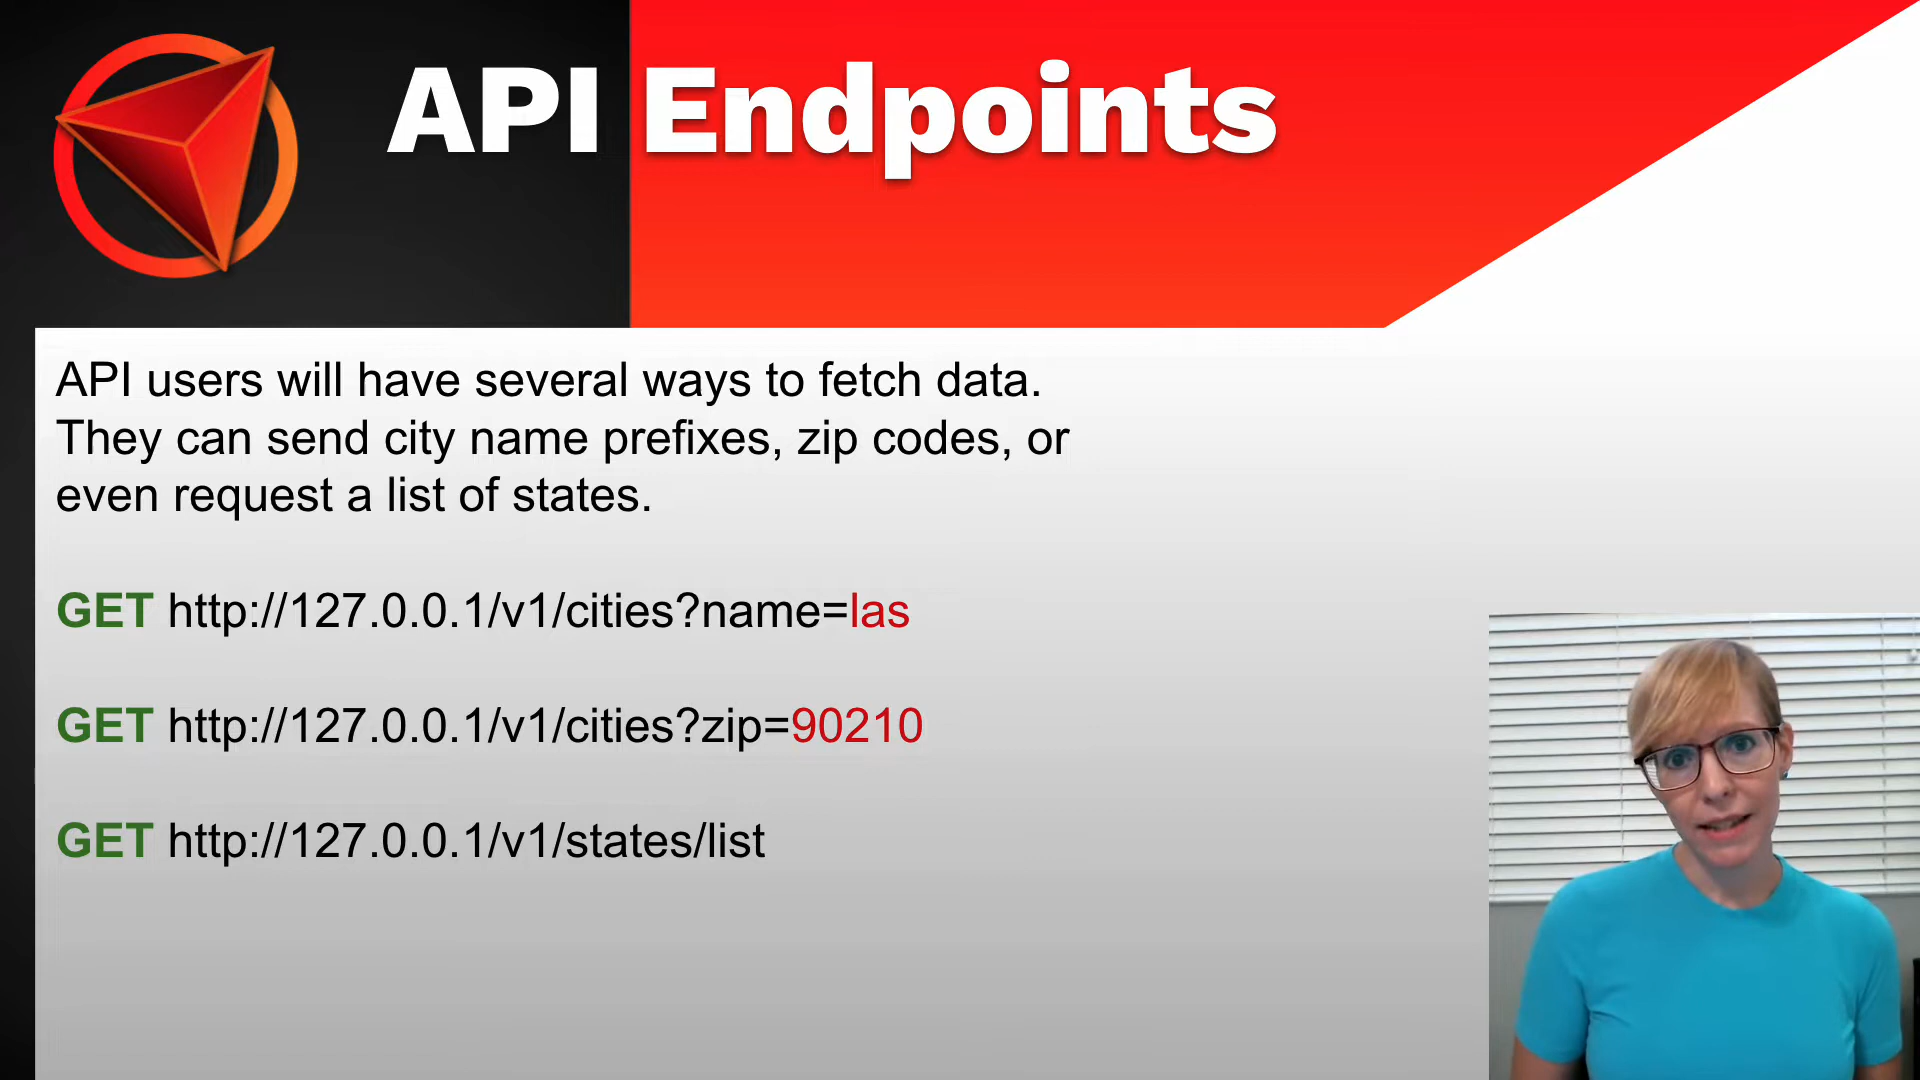 API Endpoints
API users will have several ways to fetch data.
They can send city name prefixes, zip codes, or
even request a list of states.
GET http://127.0.0.1/v1/cities?name=las
GET http://127.0.0.1/v1/cities?zip=90210
GET http://127.0.0.1/v1/states/list